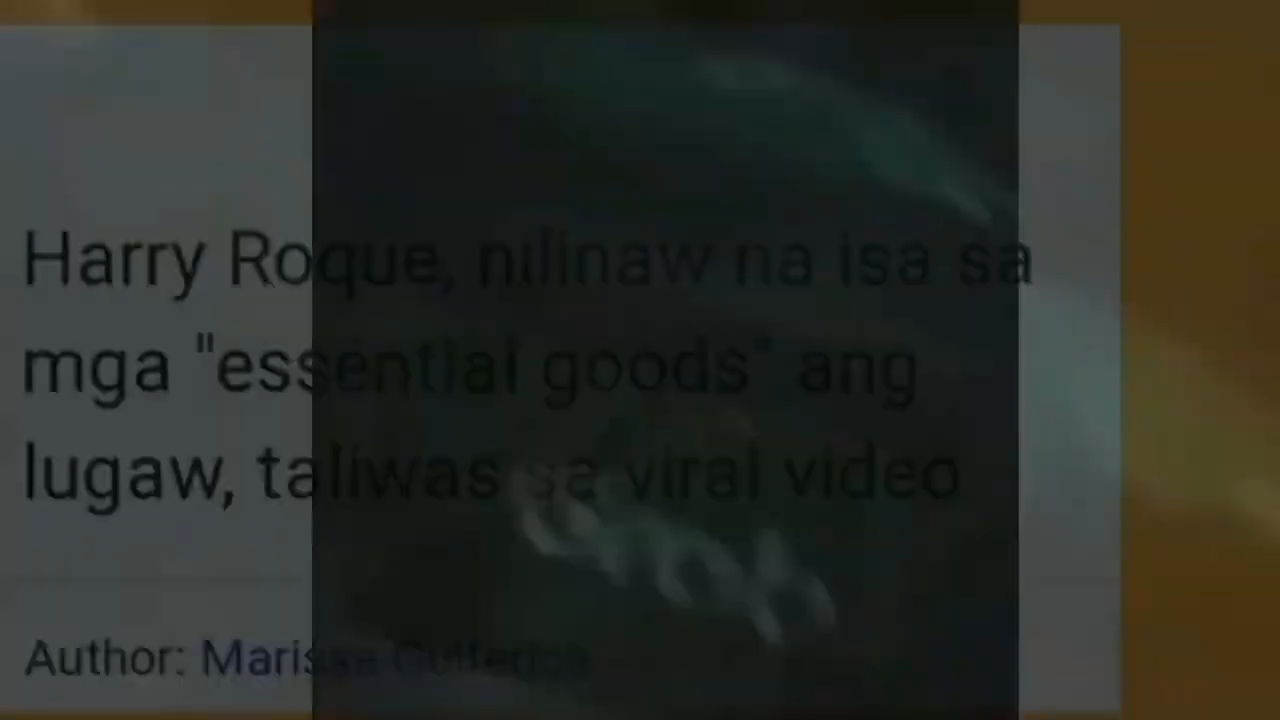 Harry Roque, nilinaw na isa sa
mga "essential goods" ang
lugaw, taliwas sa viral video
Author: Marissa